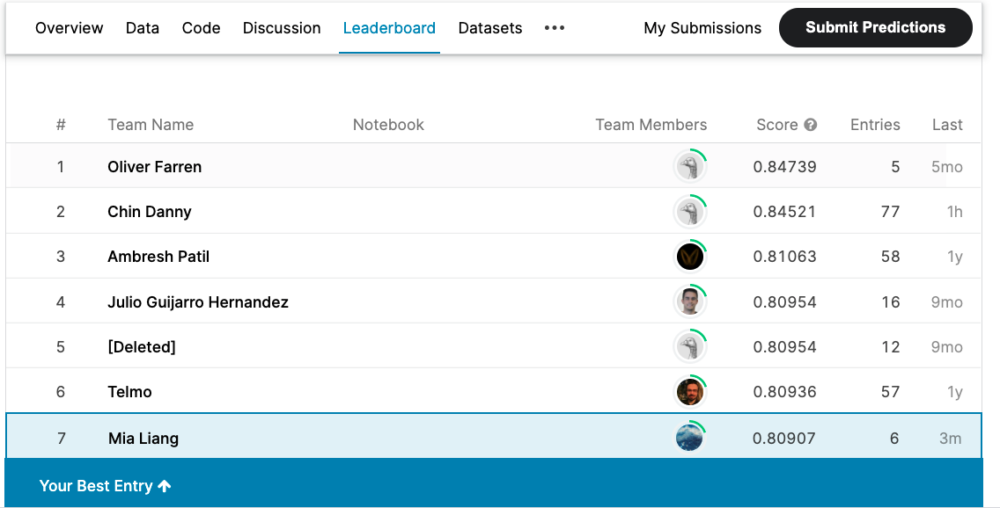 Overview Data Code Discussion Leaderboard Datasets ••• My Submissions Submit Predictions
# Team Name Notebook Team Members Score ? Entries Last
1 Oliver Farren 0.84739 5 5mo
2 Chin Danny 0.84521 77 1h
3 Ambresh Patil 0.81063 58 1y
4 Julio Guijarro Hernandez 0.80954 16 9mo
5 [Deleted] 0.80954 12 9mo
6 Telmo 0.80936 57 1y
7 Mia Liang 0.80907 6 3m
Your Best Entry ↑